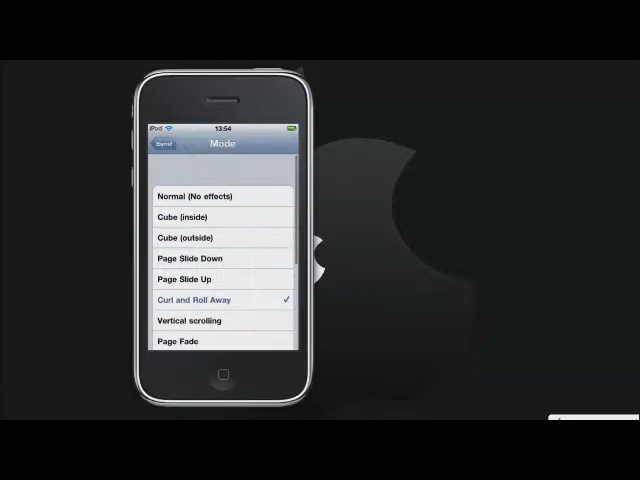 iPod 13:54
Barrel Mode
Normal (No effects)
Cube (inside)
Cube (outside)
Page Slide Down
Page Slide Up
Curl and Roll Away
Vertical scrolling
Page Fade